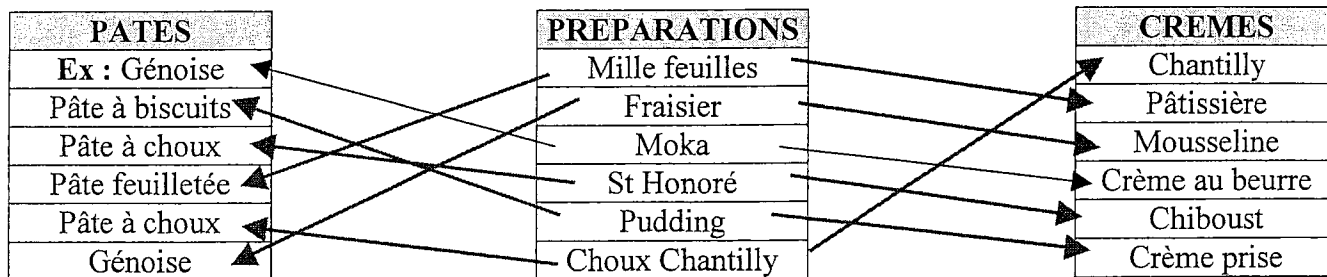 PATES
Ex : Génoise
Pâte à biscuits
Pâte à choux
Pâte feuilletée
Pâte à choux
Génoise
PREPARATIONS
Mille feuilles
Fraisier
Moka
St Honoré
Pudding
Choux Chantilly
CREMES
Chantilly
Pâtissière
Mousseline
Crème au beurre
Chiboust
Crème prise